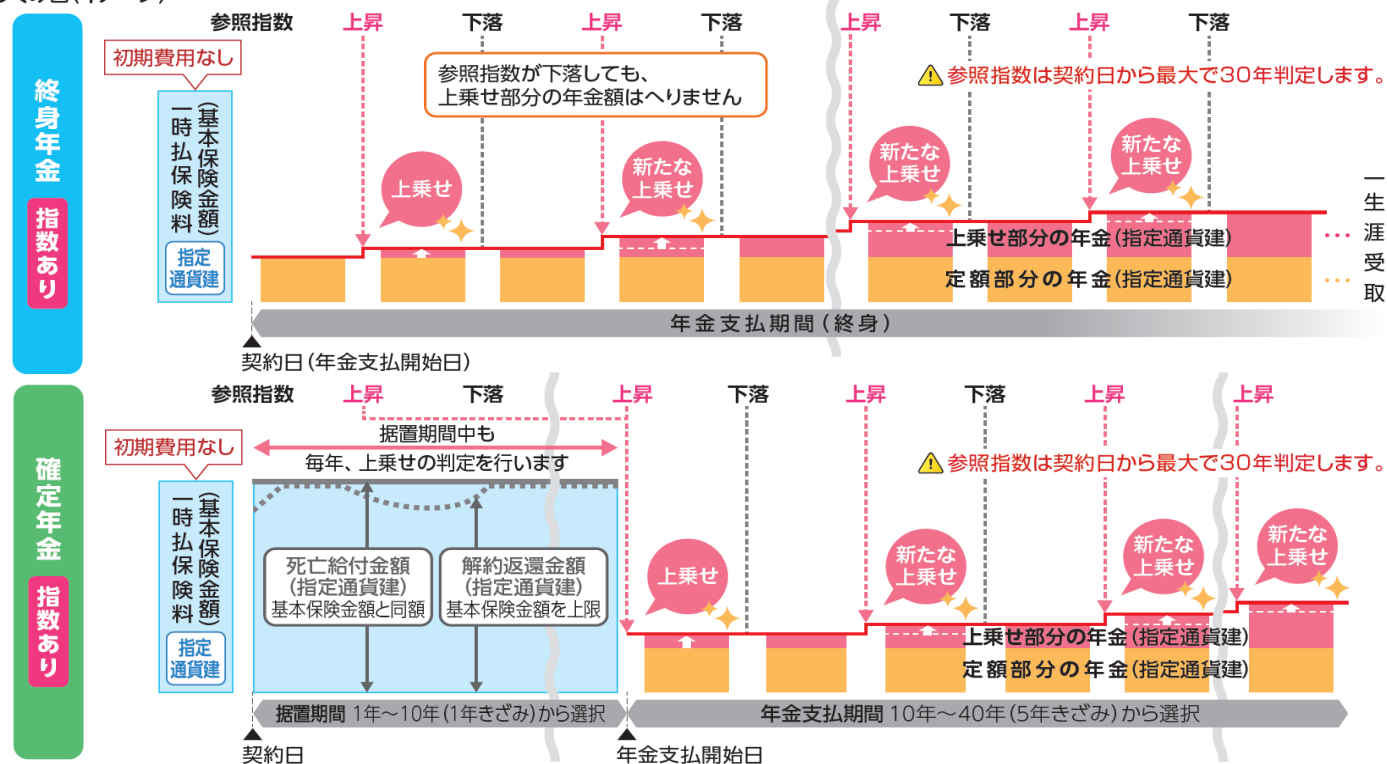 参照指数 上昇 下落 上昇 下落 上昇 下落 上昇 下落
終身年金
指数あり
初期費用なし
一時払保険料
(基本保険金額)
指定
通貨建
参照指数が下落しても、
上乗せ部分の年金額はへりません
参照指数は契約日から最大で30年判定します。
上乗せ
新たな
上乗せ
新たな
上乗せ
新たな
上乗せ
上乗せ部分の年金(指定通貨建)
定額部分の年金(指定通貨建)
…
…
一生涯受取
年金支払期間(終身)
契約日(年金支払開始日)
参照指数 上昇 下落 上昇 下落 上昇 下落 上昇 上昇
確定年金
指数あり
初期費用なし
一時払保険料
(基本保険金額)
指定
通貨建
据置期間中も
毎年、上乗せの判定を行います
参照指数は契約日から最大で30年判定します。
死亡給付金額
(指定通貨建)
基本保険金額と同額
解約返還金額
(指定通貨建)
基本保険金額を上限
上乗せ
新たな
上乗せ
新たな
上乗せ
新たな
上乗せ
上乗せ部分の年金(指定通貨建)
定額部分の年金(指定通貨建)
据置期間 1年～10年(1年きざみ)から選択
年金支払期間 10年～40年(5年きざみ)から選択
契約日
年金支払開始日